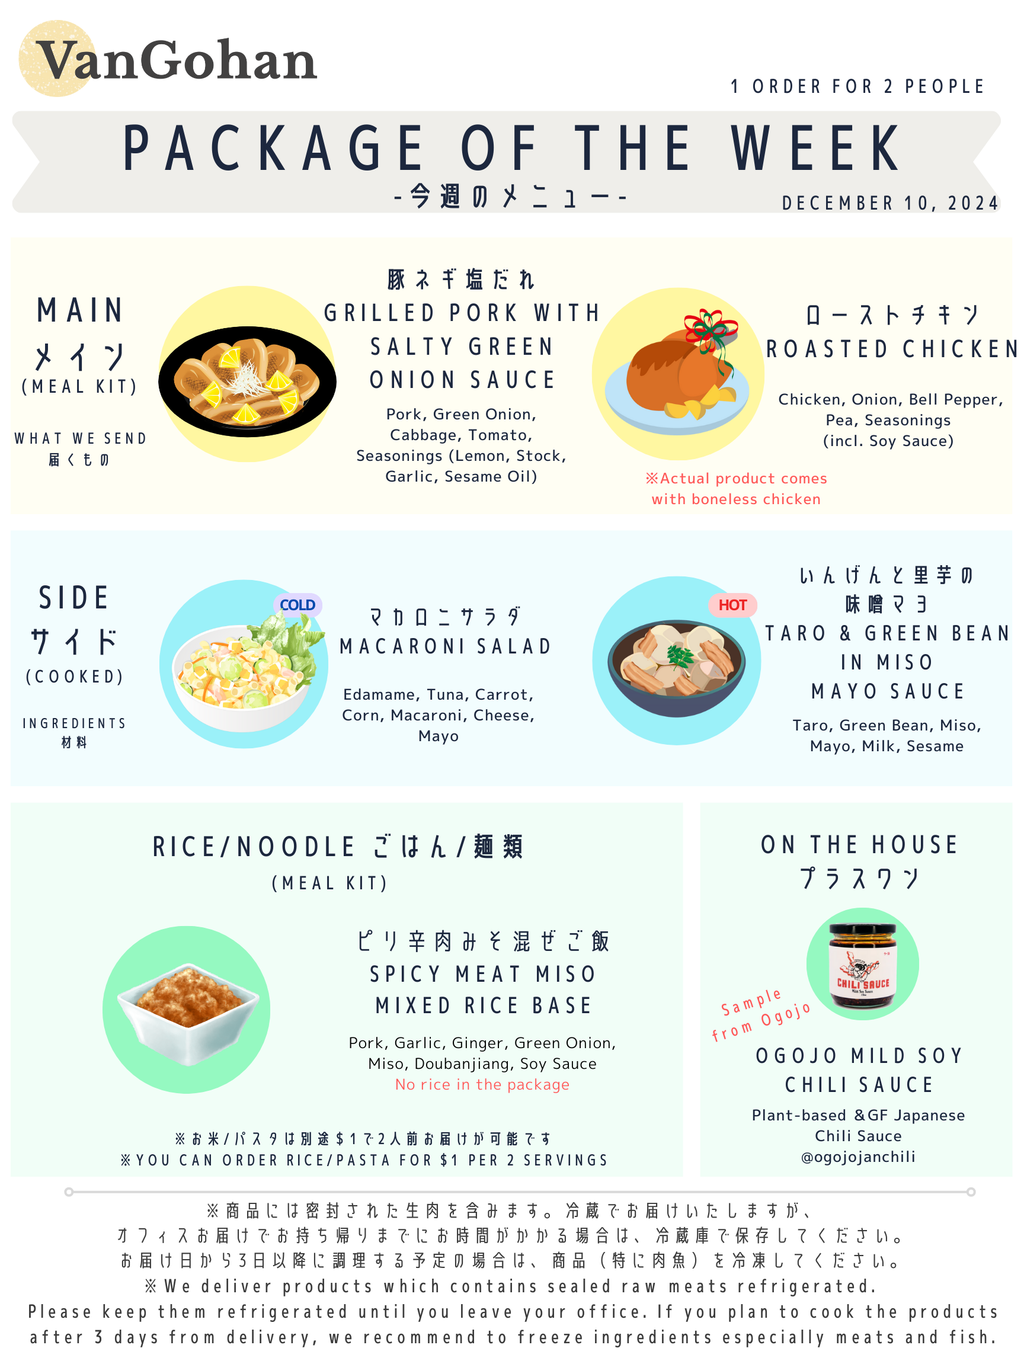 VanGohan
1 ORDER FOR 2 PEOPLE
PACKAGE OF THE WEEK
-今週のメニュー-
DECEMBER 10, 2024
MAIN
メイン
(MEAL KIT)
WHAT WE SEND
届くもの
豚ネギ塩だれ
GRILLED PORK WITH
SALTY GREEN
ONION SAUCE
Pork, Green Onion,
Cabbage, Tomato,
Seasonings (Lemon, Stock,
Garlic, Sesame Oil)
ローストチキン
ROASTED CHICKEN
Chicken, Onion, Bell Pepper,
Pea, Seasonings
(incl. Soy Sauce)
※Actual product comes
with boneless chicken
SIDE
サイド
(COOKED)
INGREDIENTS
材料
COLD
マカロニサラダ
MACARONI SALAD
Edamame, Tuna, Carrot,
Corn, Macaroni, Cheese,
Mayo
HOT
いんげんと里芋の
味噌マヨ
TARO & GREEN BEAN
IN MISO
MAYO SAUCE
Taro, Green Bean, Miso,
Mayo, Milk, Sesame
RICE/NOODLE ごはん/麺類
(MEAL KIT)
ピリ辛肉みそ混ぜご飯
SPICY MEAT MISO
MIXED RICE BASE
Pork, Garlic, Ginger, Green Onion,
Miso, Doubanjiang, Soy Sauce
No rice in the package
※お米/パスタは別途$1で2人前お届けが可能です
※YOU CAN ORDER RICE/PASTA FOR $1 PER 2 SERVINGS
ON THE HOUSE
プラスワン
CHILI SAUCE
Sample
from Ogojo
OGOJO MILD SOY
CHILI SAUCE
Plant-based &GF Japanese
Chili Sauce
@ogojojanchili
※商品には密封された生肉を含みます。冷蔵でお届けいたしますが、
オフィスお届けでお持ち帰りまでにお時間がかかる場合は、冷蔵庫で保存してください。
お届け日から3日以降に調理する予定の場合は、商品（特に肉魚）を冷凍してください。
※We deliver products which contains sealed raw meats refrigerated.
Please keep them refrigerated until you leave your office. If you plan to cook the products
after 3 days from delivery, we recommend to freeze ingredients especially meats and fish.